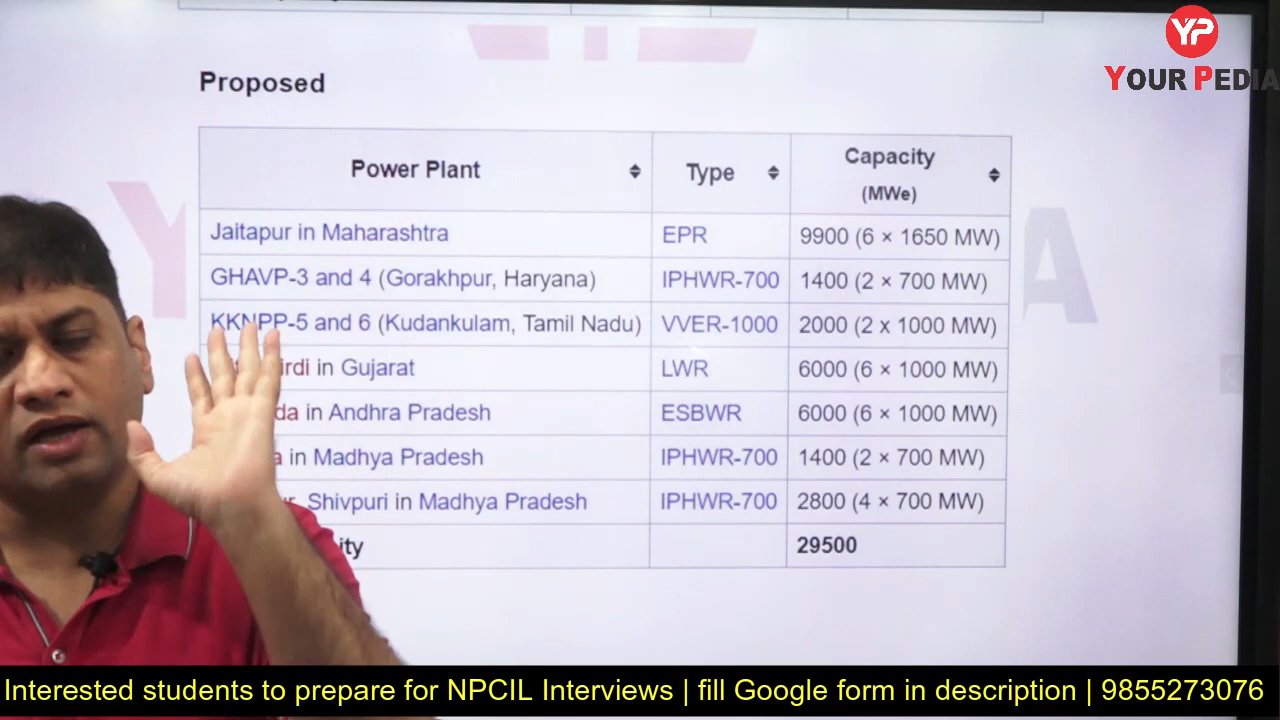 YP
YOUR PEDIA
Proposed
Power Plant Type Capacity (MWe)
Jaitapur in Maharashtra EPR 9900 (6 × 1650 MW)
GHAVP-3 and 4 (Gorakhpur, Haryana) IPHWR-700 1400 (2 × 700 MW)
KKNPP-5 and 6 (Kudankulam, Tamil Nadu) VVER-1000 2000 (2 x 1000 MW)
in Gujarat LWR 6000 (6 × 1000 MW)
in Andhra Pradesh ESBWR 6000 (6 × 1000 MW)
in Madhya Pradesh IPHWR-700 1400 (2 × 700 MW)
Shivpuri in Madhya Pradesh IPHWR-700 2800 (4 × 700 MW)
29500
Interested students to prepare for NPCIL Interviews | fill Google form in description | 9855273076